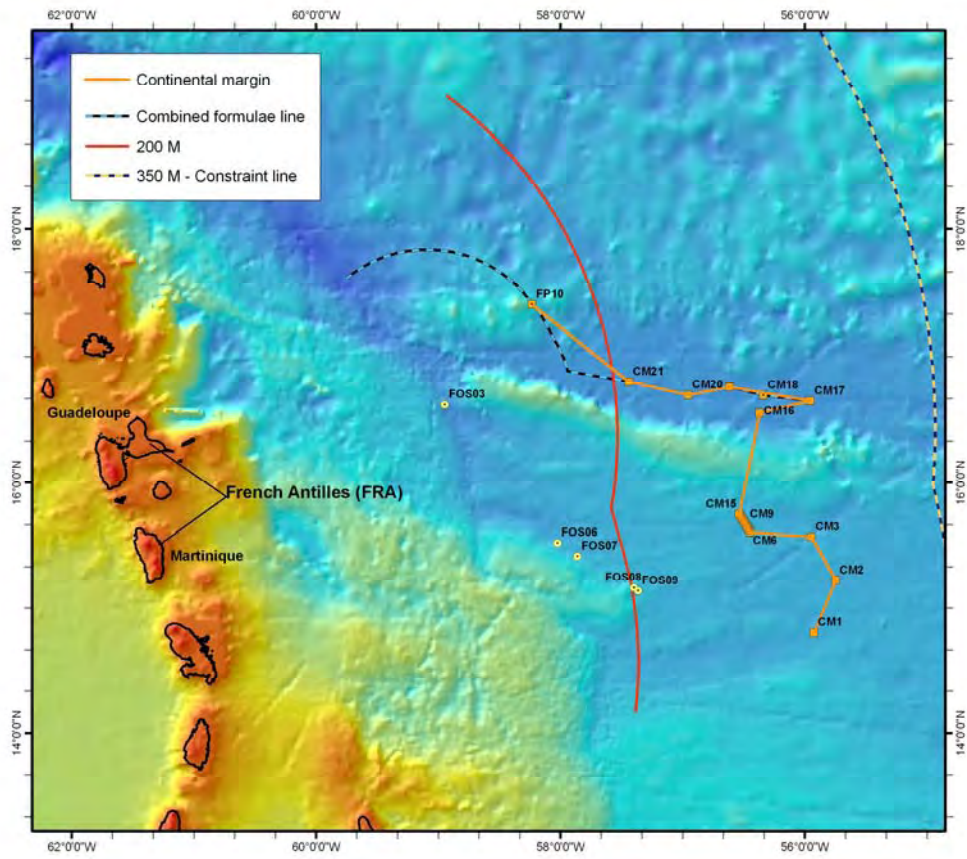 62°0'0"W 60°0'0"W 58°0'0"W 56°0'0"W
Continental margin
Combined formulae line
200 M
350 M - Constraint line
18°0'0"N 18°0'0"N
FP10
CM21
CM20
CM18
CM17
CM16
FOS03
Guadeloupe
16°0'0"N 16°0'0"N
French Antilles (FRA)
CM15
CM9
CM6
CM3
FOS06
FOS07
Martinique
FOS08
FOS09
CM2
CM1
14°0'0"N 14°0'0"N
62°0'0"W 60°0'0"W 58°0'0"W 56°0'0"W